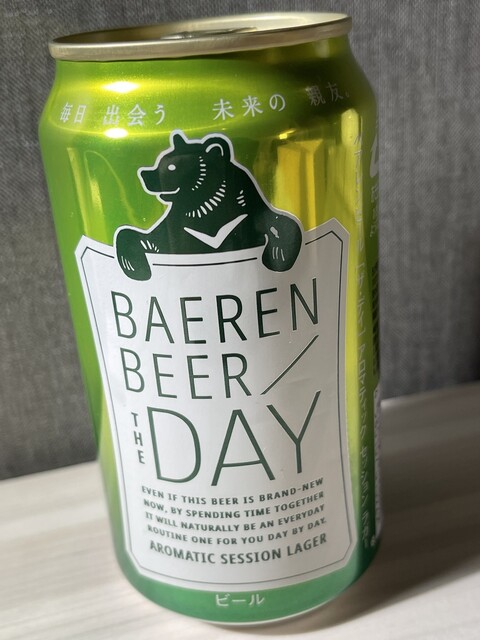 毎日 出会う 未来の 親友。
BAEREN
BEER/
THE
DAY
EVEN IF THIS BEER IS BRAND-NEW
NOW, BY SPENDING TIME TOGETHER
IT WILL NATURALLY BE AN EVERYDAY
ROUTINE ONE FOR YOU DAY BY DAY.
AROMATIC SESSION LAGER
ビール